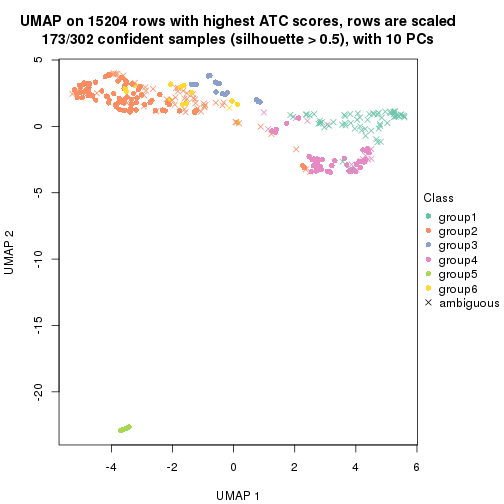 UMAP on 15204 rows with highest ATC scores, rows are scaled
173/302 confident samples (silhouette > 0.5), with 10 PCs
5
0
-5
-10
-15
-20
UMAP 2
-4
-2
0
2
4
6
UMAP 1
Class
group1
group2
group3
group4
group5
group6
ambiguous